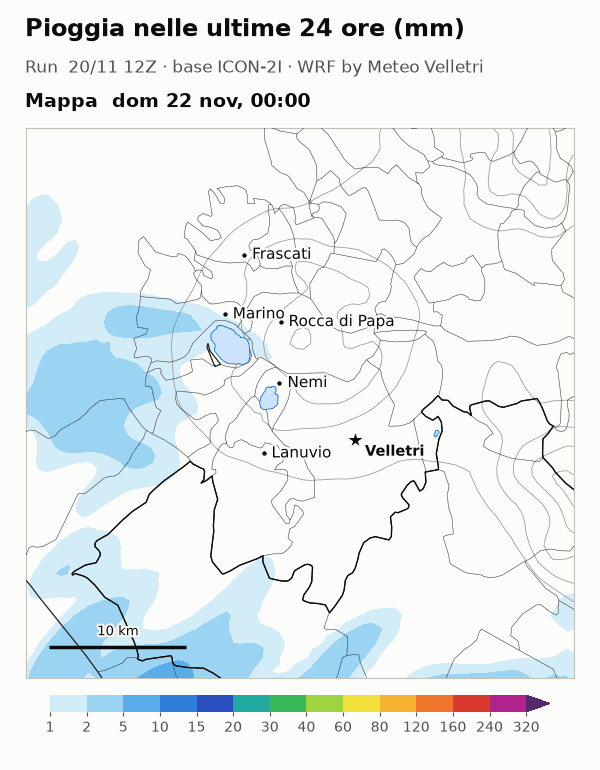 Pioggia nelle ultime 24 ore (mm)
Run  20/11 12Z · base ICON-2I · WRF by Meteo Velletri
Mappa  dom 22 nov, 00:00
Frascati
Marino
Rocca di Papa
Nemi
Velletri
Lanuvio
10 km
1 2 5 10 15 20 30 40 60 80 120 160 240 320